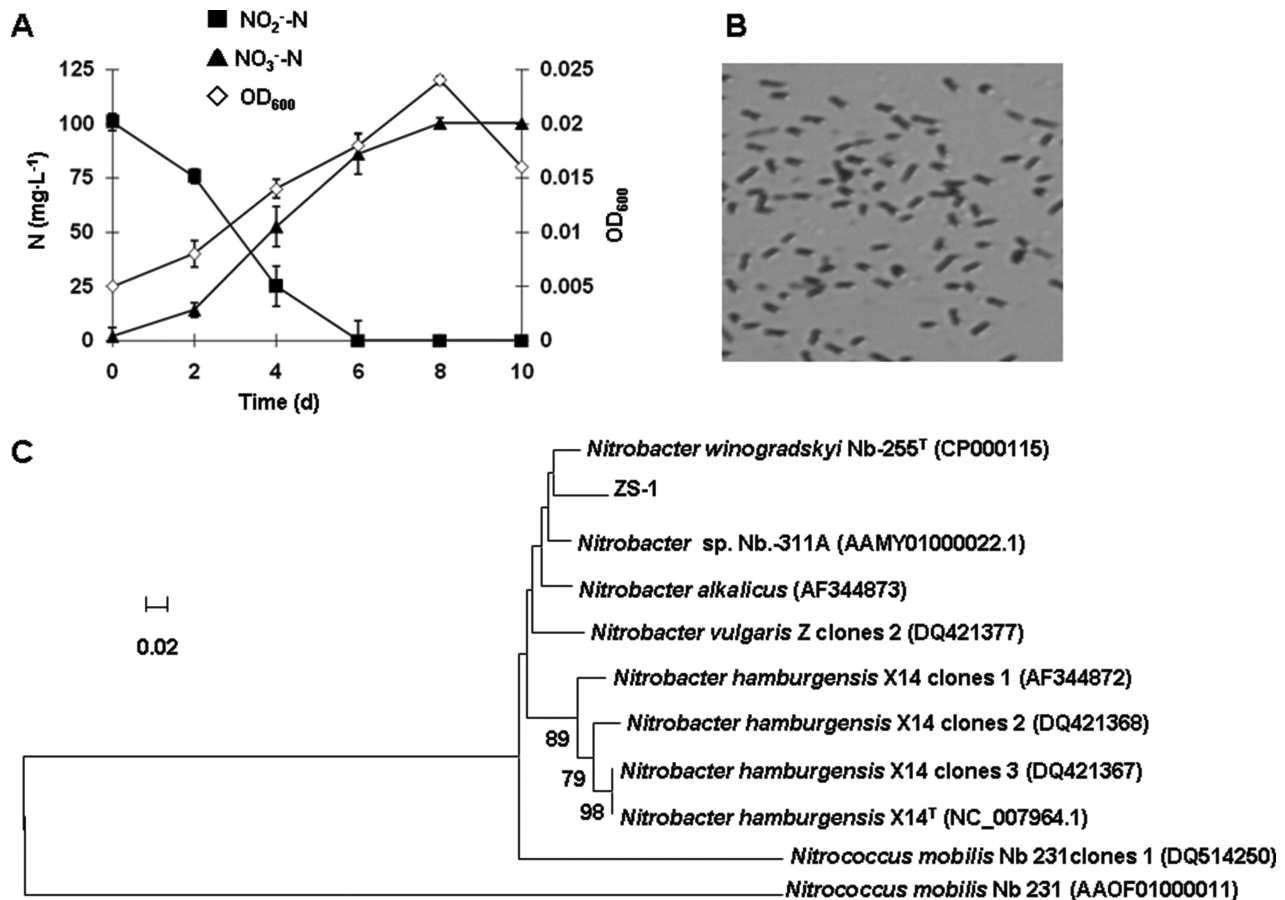 A
■ NO₂⁻-N
▲ NO₃⁻-N
◇ OD₆₀₀
125
100
75
50
25
0
N (mg·L⁻¹)
0.025
0.02
0.015
0.01
0.005
0
OD₆₀₀
0 2 4 6 8 10
Time (d)
B
C
Nitrobacter winogradskyi Nb-255ᵀ (CP000115)
ZS-1
Nitrobacter sp. Nb.-311A (AAMY01000022.1)
Nitrobacter alkalicus (AF344873)
Nitrobacter vulgaris Z clones 2 (DQ421377)
Nitrobacter hamburgensis X14 clones 1 (AF344872)
Nitrobacter hamburgensis X14 clones 2 (DQ421368)
Nitrobacter hamburgensis X14 clones 3 (DQ421367)
Nitrobacter hamburgensis X14ᵀ (NC_007964.1)
Nitrococcus mobilis Nb 231clones 1 (DQ514250)
Nitrococcus mobilis Nb 231 (AAOF01000011)
89
79
98
0.02